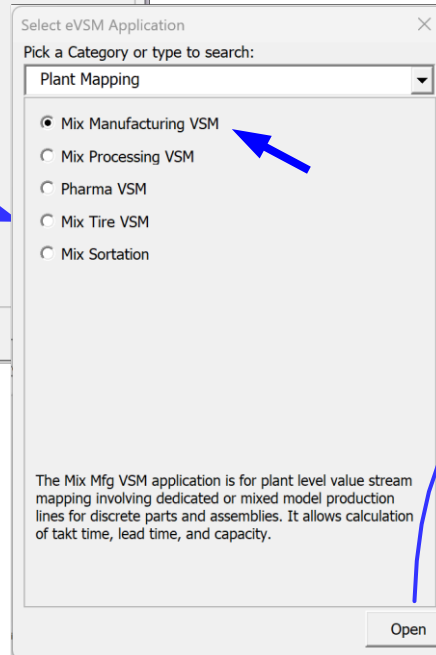 Select eVSM Application
Pick a Category or type to search:
Plant Mapping
Mix Manufacturing VSM
Mix Processing VSM
Pharma VSM
Mix Tire VSM
Mix Sortation
The Mix Mfg VSM application is for plant level value stream
mapping involving dedicated or mixed model production
lines for discrete parts and assemblies. It allows calculation
of takt time, lead time, and capacity.
Open